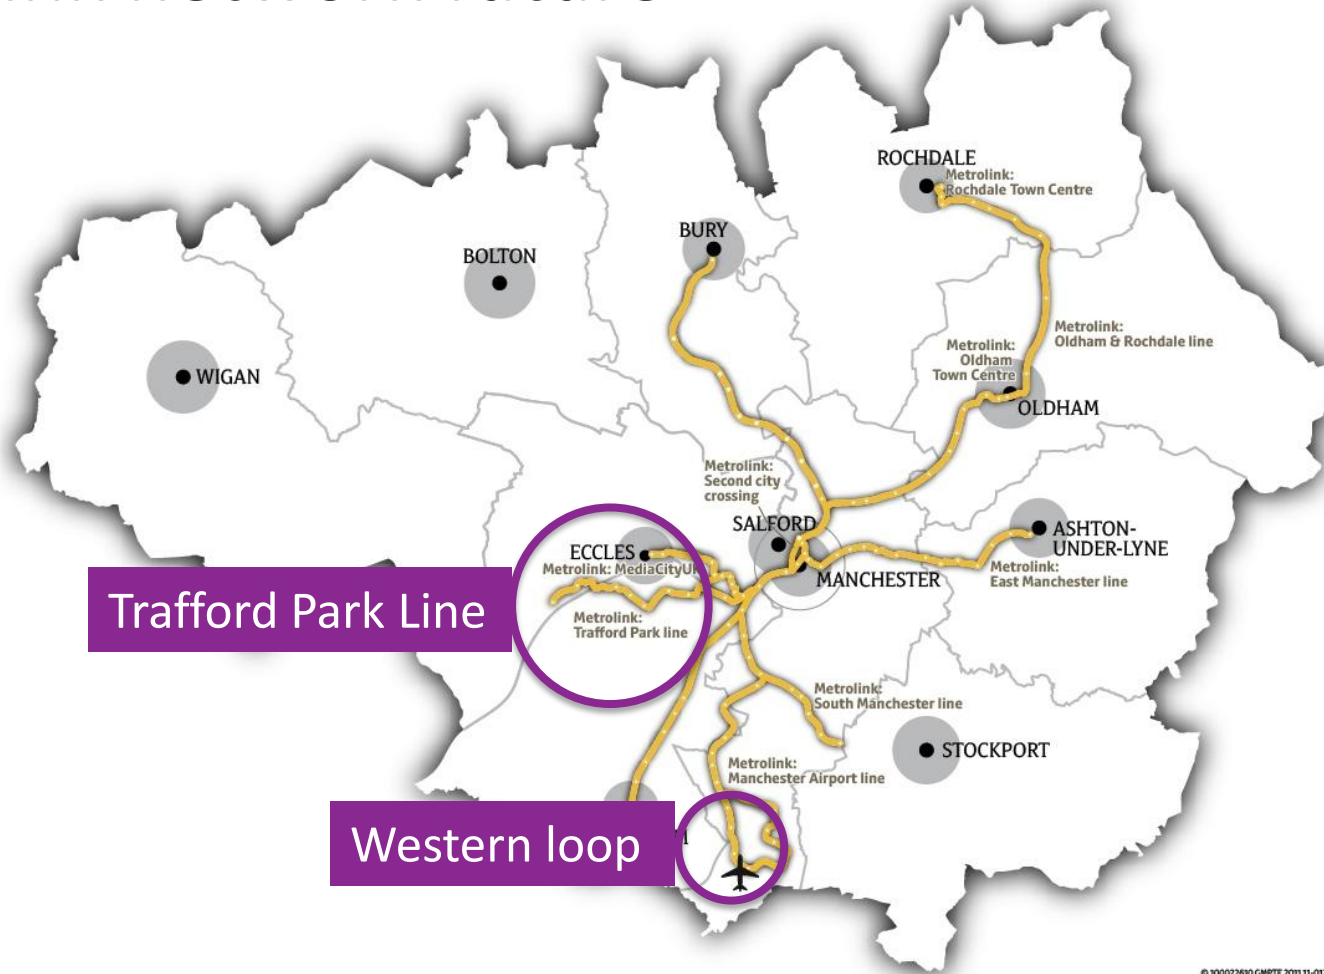 ROCHDALE
Metrolink:
Rochdale Town Centre
BURY
BOLTON
Metrolink:
Oldham & Rochdale line
Metrolink:
Oldham
Town Centre
WIGAN
OLDHAM
Metrolink:
Second city
crossing
SALFORD
ASHTON-
UNDER-LYNE
ECCLES
Metrolink: MediaCityUK
MANCHESTER
Metrolink:
East Manchester line
Trafford Park Line
Metrolink:
Trafford Park line
Metrolink:
South Manchester line
STOCKPORT
Metrolink:
Manchester Airport line
Western loop